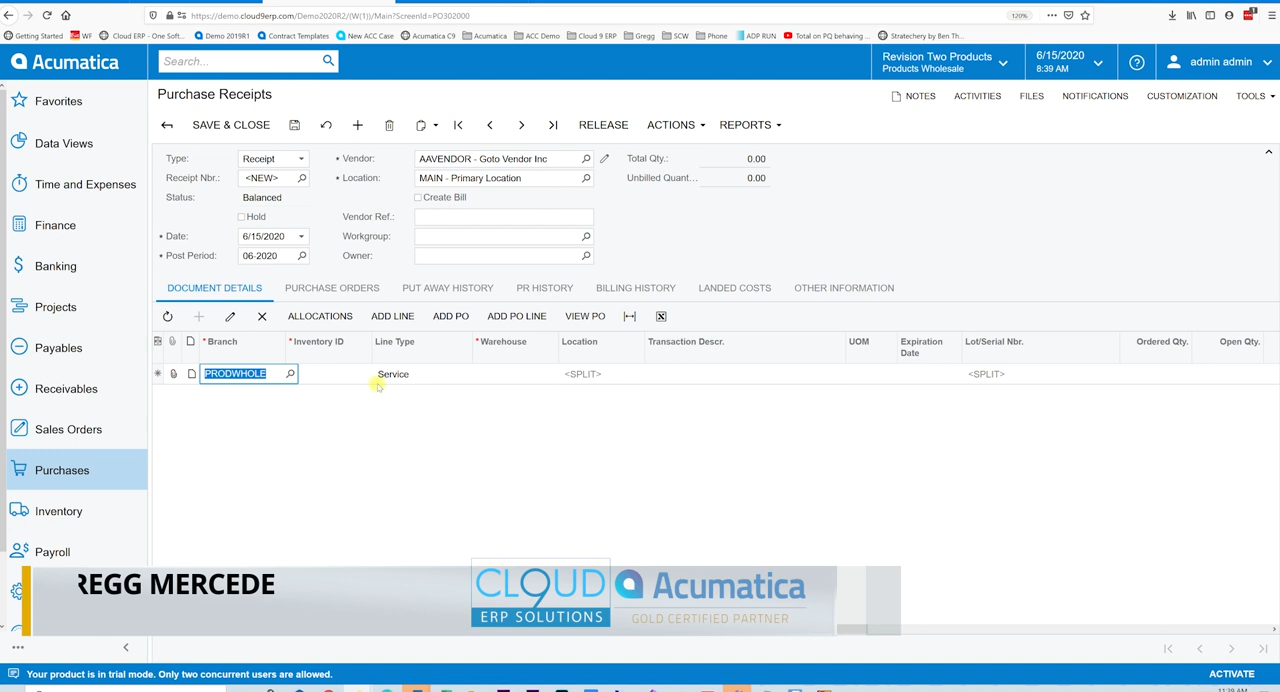 https://demo.cloud9erp.com/Demo2020R2/(W(1))/Main?ScreenId=PO302000
120%
Getting Started WF Cloud ERP - One Soft... Demo 2019R1 Contract Templates New ACC Case Acumatica C9 Acumatica ACC Demo Cloud 9 ERP Gregg SCW Phone ADP RUN Total on PQ behaving ... Stratechery by Ben Th...
Acumatica
Search...
Revision Two Products
Products Wholesale
6/15/2020
8:39 AM
admin admin
Favorites
Data Views
Time and Expenses
Finance
Banking
Projects
Payables
Receivables
Sales Orders
Purchases
Inventory
Payroll
Purchase Receipts
NOTES ACTIVITIES FILES NOTIFICATIONS CUSTOMIZATION TOOLS
SAVE & CLOSE RELEASE ACTIONS REPORTS
Type: Receipt * Vendor: AAVENDOR - Goto Vendor Inc Total Qty.: 0.00
Receipt Nbr.: <NEW> * Location: MAIN - Primary Location Unbilled Quant... 0.00
Status: Balanced Create Bill
Hold Vendor Ref.:
* Date: 6/15/2020 Workgroup:
* Post Period: 06-2020 Owner:
DOCUMENT DETAILS PURCHASE ORDERS PUT AWAY HISTORY PR HISTORY BILLING HISTORY LANDED COSTS OTHER INFORMATION
ALLOCATIONS ADD LINE ADD PO ADD PO LINE VIEW PO
* Branch * Inventory ID Line Type * Warehouse Location Transaction Descr. UOM Expiration Date Lot/Serial Nbr. Ordered Qty. Open Qty.
PRODWHOLE Service <SPLIT> <SPLIT>
REGG MERCEDE
CLOUD9
ERP SOLUTIONS
Acumatica
GOLD CERTIFIED PARTNER
Your product is in trial mode. Only two concurrent users are allowed.
ACTIVATE
11:39 AM